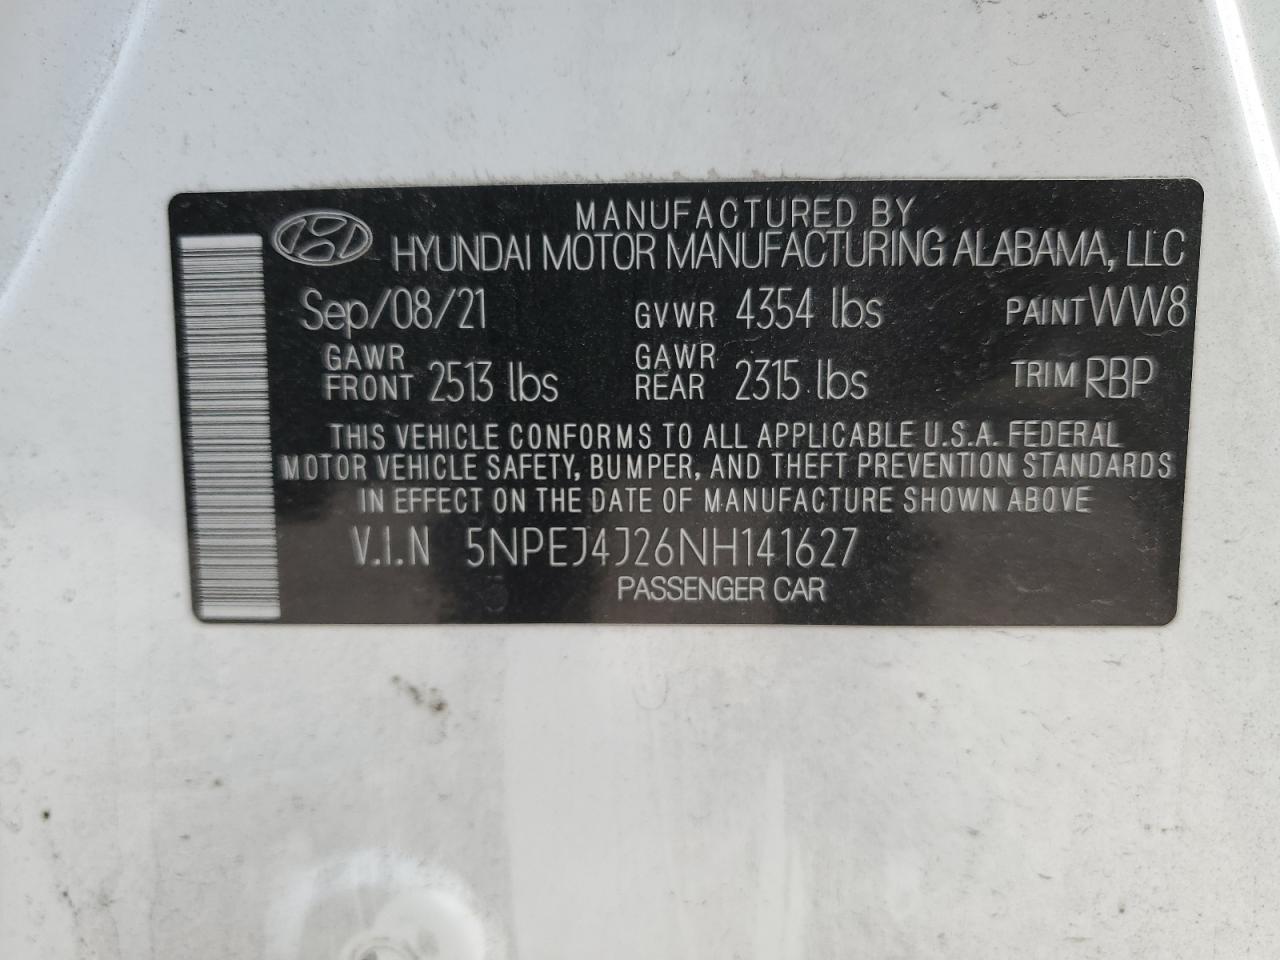 MANUFACTURED BY
HYUNDAI MOTOR MANUFACTURING ALABAMA, LLC
Sep/08/21 GVWR 4354 lbs PAINT WW8
GAWR FRONT 2513 lbs GAWR REAR 2315 lbs TRIM RBP
THIS VEHICLE CONFORMS TO ALL APPLICABLE U.S.A. FEDERAL
MOTOR VEHICLE SAFETY, BUMPER, AND THEFT PREVENTION STANDARDS
IN EFFECT ON THE DATE OF MANUFACTURE SHOWN ABOVE
V.I.N 5NPEJ4J26NH141627
PASSENGER CAR